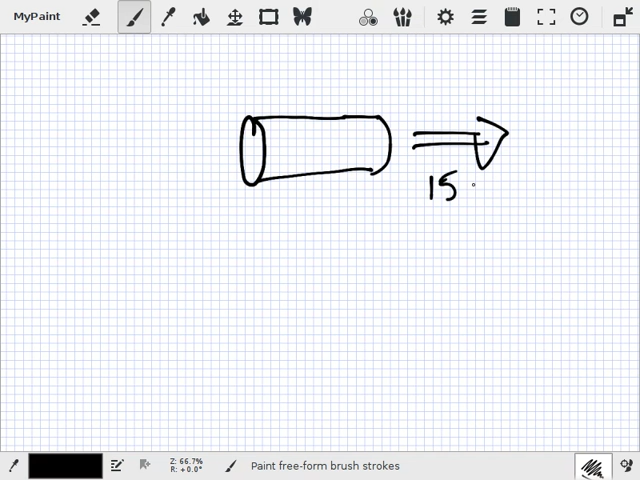 MyPaint
15
Z: 66.7%
R: +0.0°
Paint free-form brush strokes